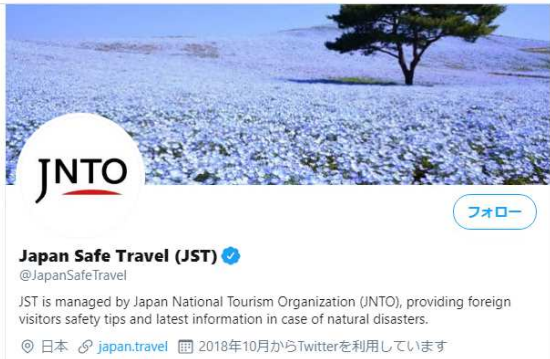 JNTO
フォロー
Japan Safe Travel (JST)
@JapanSafeTravel
JST is managed by Japan National Tourism Organization (JNTO), providing foreign
visitors safety tips and latest information in case of natural disasters.
日本 japan.travel 2018年10月からTwitterを利用しています